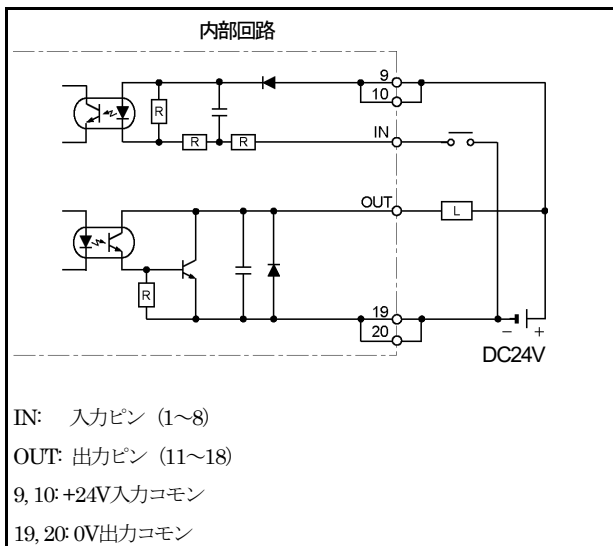 内部回路
9
10
R
R
R
IN
OUT
L
R
19
20
− +
DC24V
IN: 入力ピン (1～8)
OUT: 出力ピン (11～18)
9, 10: +24V入力コモン
19, 20: 0V出力コモン